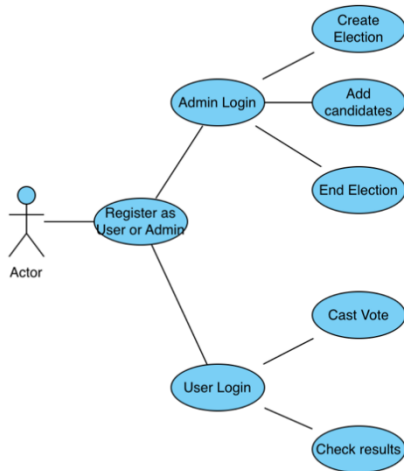 Create
Election
Admin Login
Add
candidates
End Election
Register as
User or Admin
Actor
Cast Vote
User Login
Check results